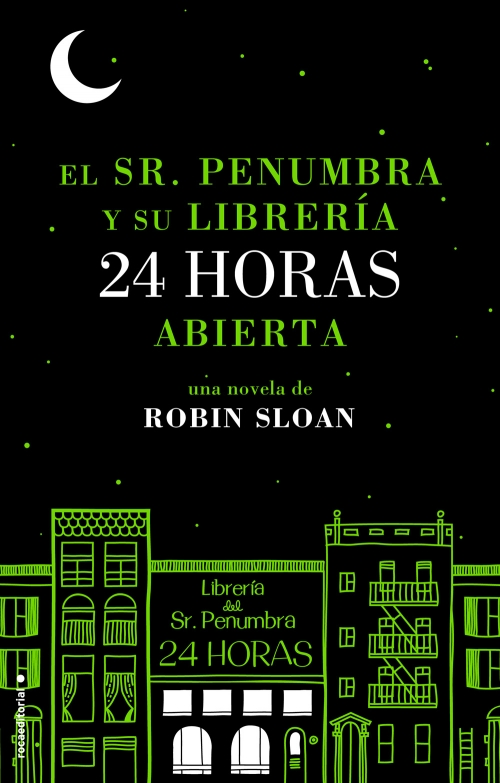 EL SR. PENUMBRA
Y SU LIBRERÍA
24 HORAS
ABIERTA
una novela de
ROBIN SLOAN
Librería
del
Sr. Penumbra
24 HORAS
rocaeditorial